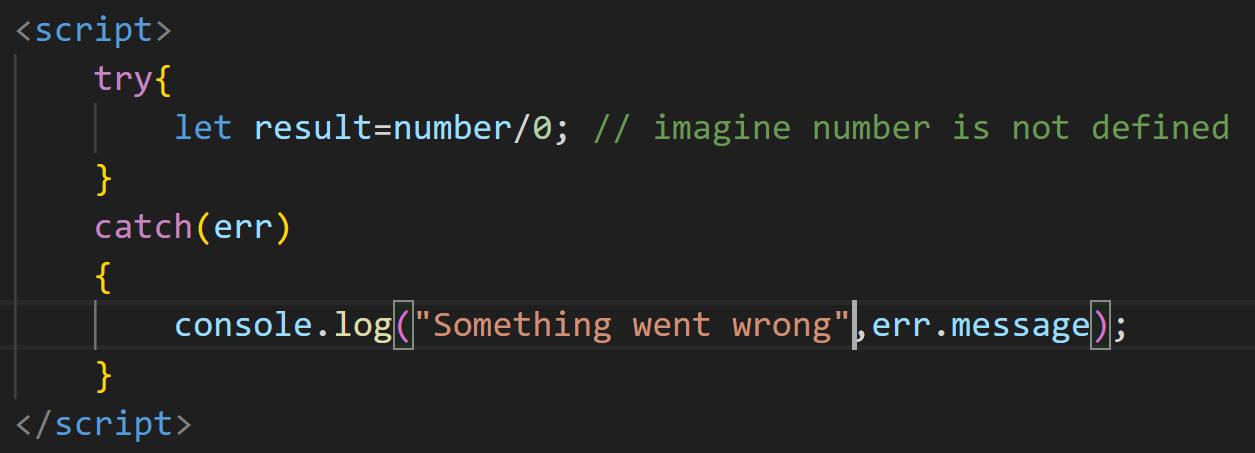 <script>
try{
let result=number/0; // imagine number is not defined
}
catch(err)
{
console.log("Something went wrong",err.message);
}
</script>